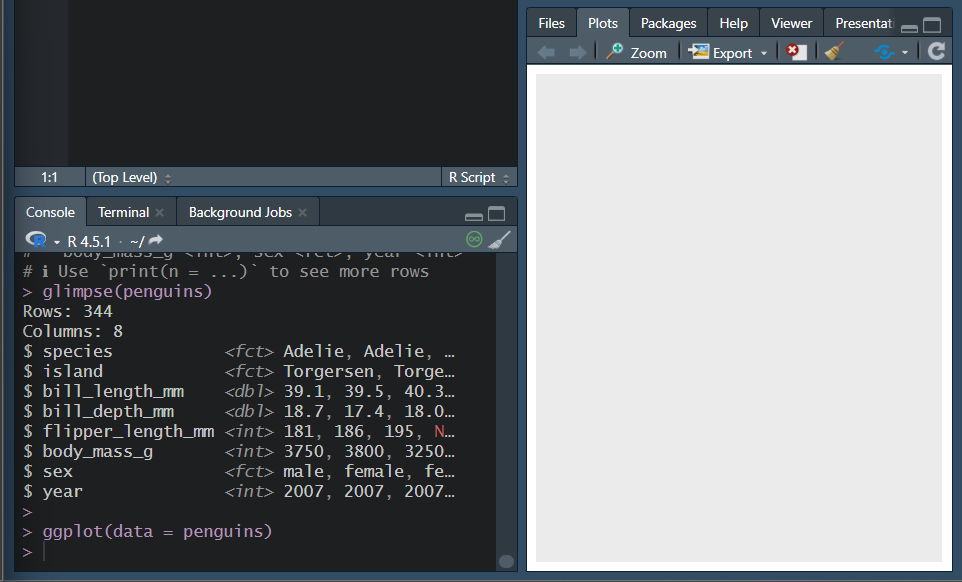 1:1 (Top Level) R Script
Console Terminal Background Jobs
R 4.5.1 · ~/
# body_mass_g <int>, sex <fct>, year <int>
# ℹ Use `print(n = ...)` to see more rows
> glimpse(penguins)
Rows: 344
Columns: 8
$ species <fct> Adelie, Adelie, …
$ island <fct> Torgersen, Torge…
$ bill_length_mm <dbl> 39.1, 39.5, 40.3…
$ bill_depth_mm <dbl> 18.7, 17.4, 18.0…
$ flipper_length_mm <int> 181, 186, 195, N…
$ body_mass_g <int> 3750, 3800, 3250…
$ sex <fct> male, female, fe…
$ year <int> 2007, 2007, 2007…
>
> ggplot(data = penguins)
>
Files Plots Packages Help Viewer Presentati
Zoom Export